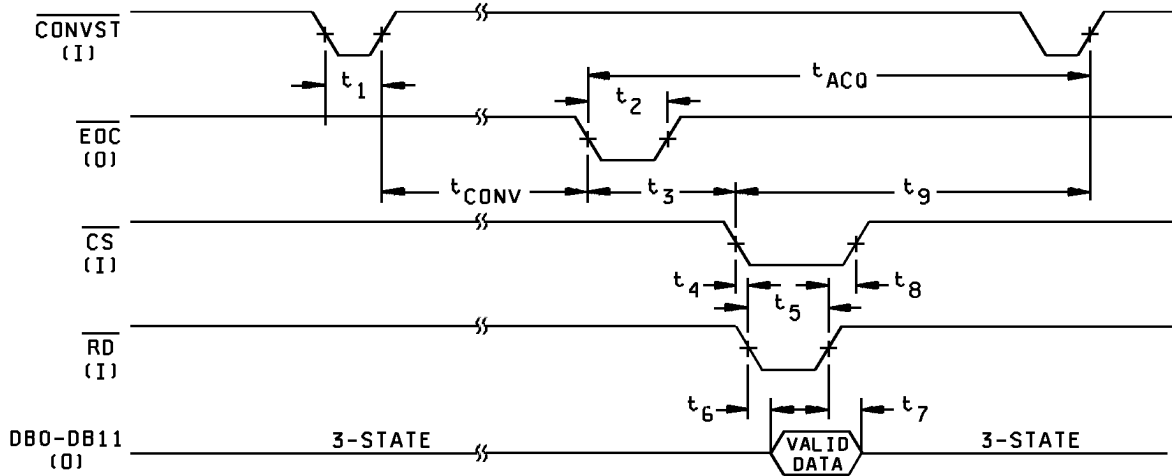 CONVST
(I)
t1
tACQ
t2
EOC
(O)
tCONV
t3
t9
CS
(I)
t4
t5
t8
RD
(I)
t6
t7
DB0-DB11
(O)
3-STATE
VALID
DATA
3-STATE